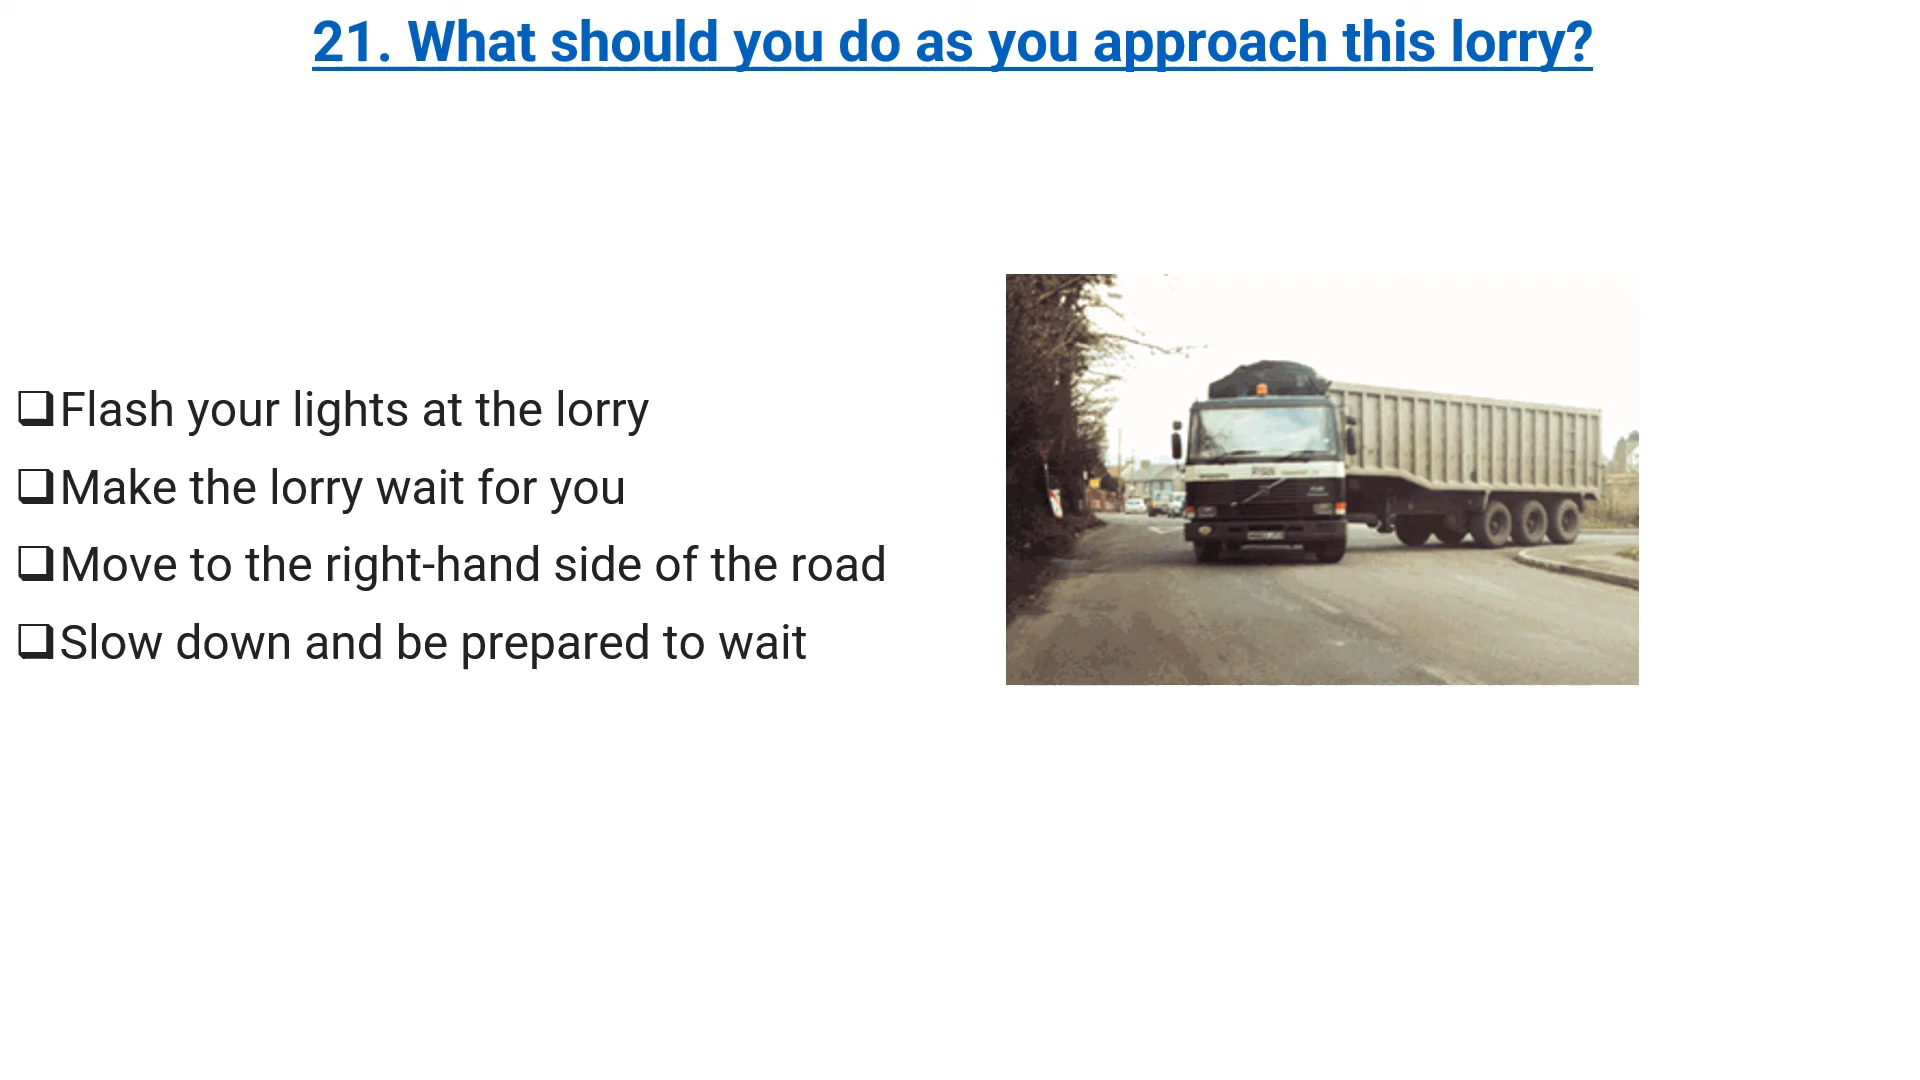 21. What should you do as you approach this lorry?
Flash your lights at the lorry
Make the lorry wait for you
Move to the right-hand side of the road
Slow down and be prepared to wait